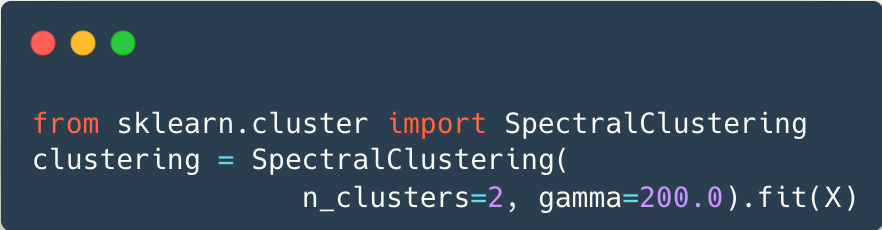 from sklearn.cluster import SpectralClustering
clustering = SpectralClustering(
                n_clusters=2, gamma=200.0).fit(X)